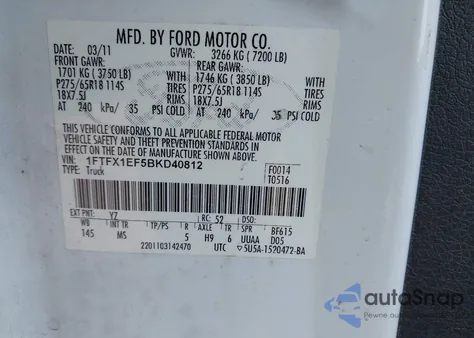 MFD. BY FORD MOTOR CO.
DATE: 03/11 GVWR: 3266 KG ( 7200 LB)
FRONT GAWR: REAR GAWR:
1701 KG ( 3750 LB) WITH 1746 KG ( 3850 LB) WITH
P275/65R18 114S TIRES P275/65R18 114S TIRES
18X7.5J RIMS 18X7.5J RIMS
AT 240 kPa/ 35 PSI COLD AT 240 kPa/ 35 PSI COLD
THIS VEHICLE CONFORMS TO ALL APPLICABLE FEDERAL MOTOR
VEHICLE SAFETY AND THEFT PREVENTION STANDARDS IN EFFECT
ON THE DATE OF MANUFACTURE SHOWN ABOVE.
VIN: 1FTFX1EF5BKD40812 F0014
TYPE: Truck T0516
EXT PNT: YZ RC: 52 DSO:
WB INT TR TP/PS R AXLE TR SPR BF615
145 MS 5 H9 6 UUAA D05
2201103142470 UTC ▽ 5U5A-1520472-BA
autoSnap